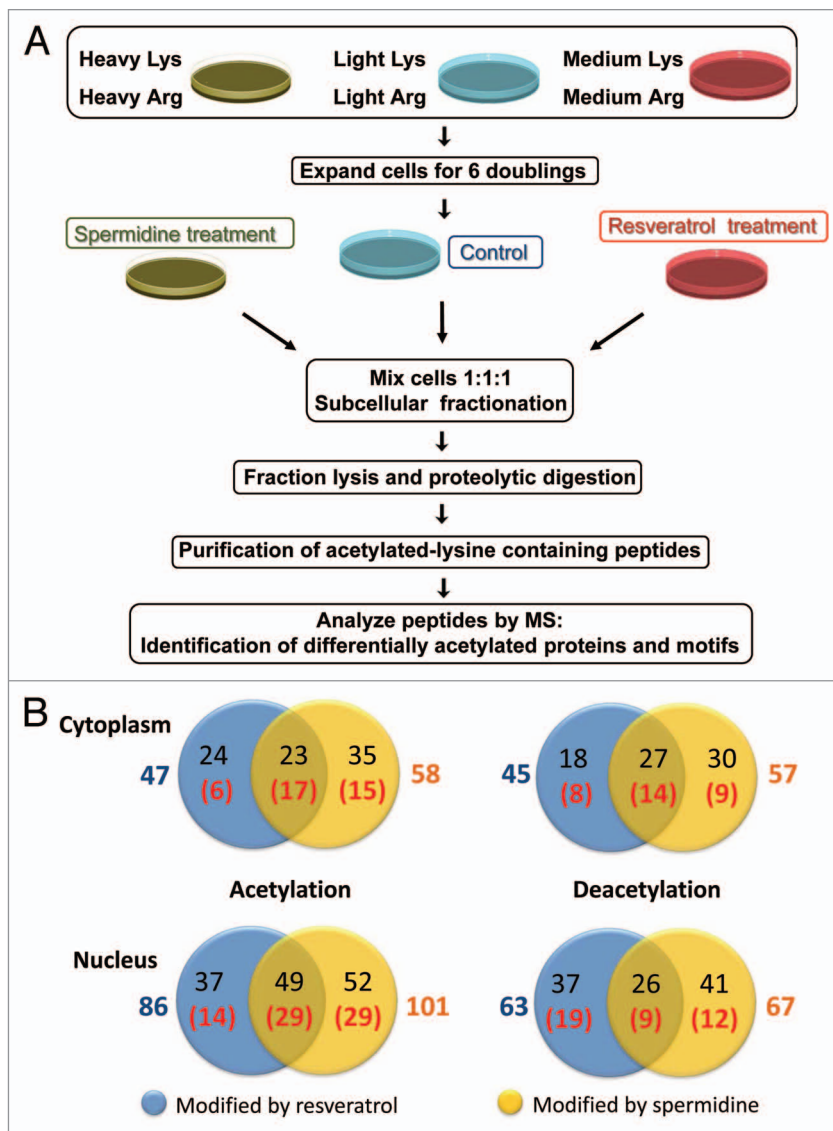 A
Heavy Lys
Heavy Arg
Light Lys
Light Arg
Medium Lys
Medium Arg
Expand cells for 6 doublings
Spermidine treatment
Control
Resveratrol treatment
Mix cells 1:1:1
Subcellular fractionation
Fraction lysis and proteolytic digestion
Purification of acetylated-lysine containing peptides
Analyze peptides by MS:
Identification of differentially acetylated proteins and motifs
B
Cytoplasm
47
24
(6)
23
(17)
35
(15)
58
45
18
(8)
27
(14)
30
(9)
57
Acetylation
Deacetylation
Nucleus
86
37
(14)
49
(29)
52
(29)
101
63
37
(19)
26
(9)
41
(12)
67
Modified by resveratrol
Modified by spermidine